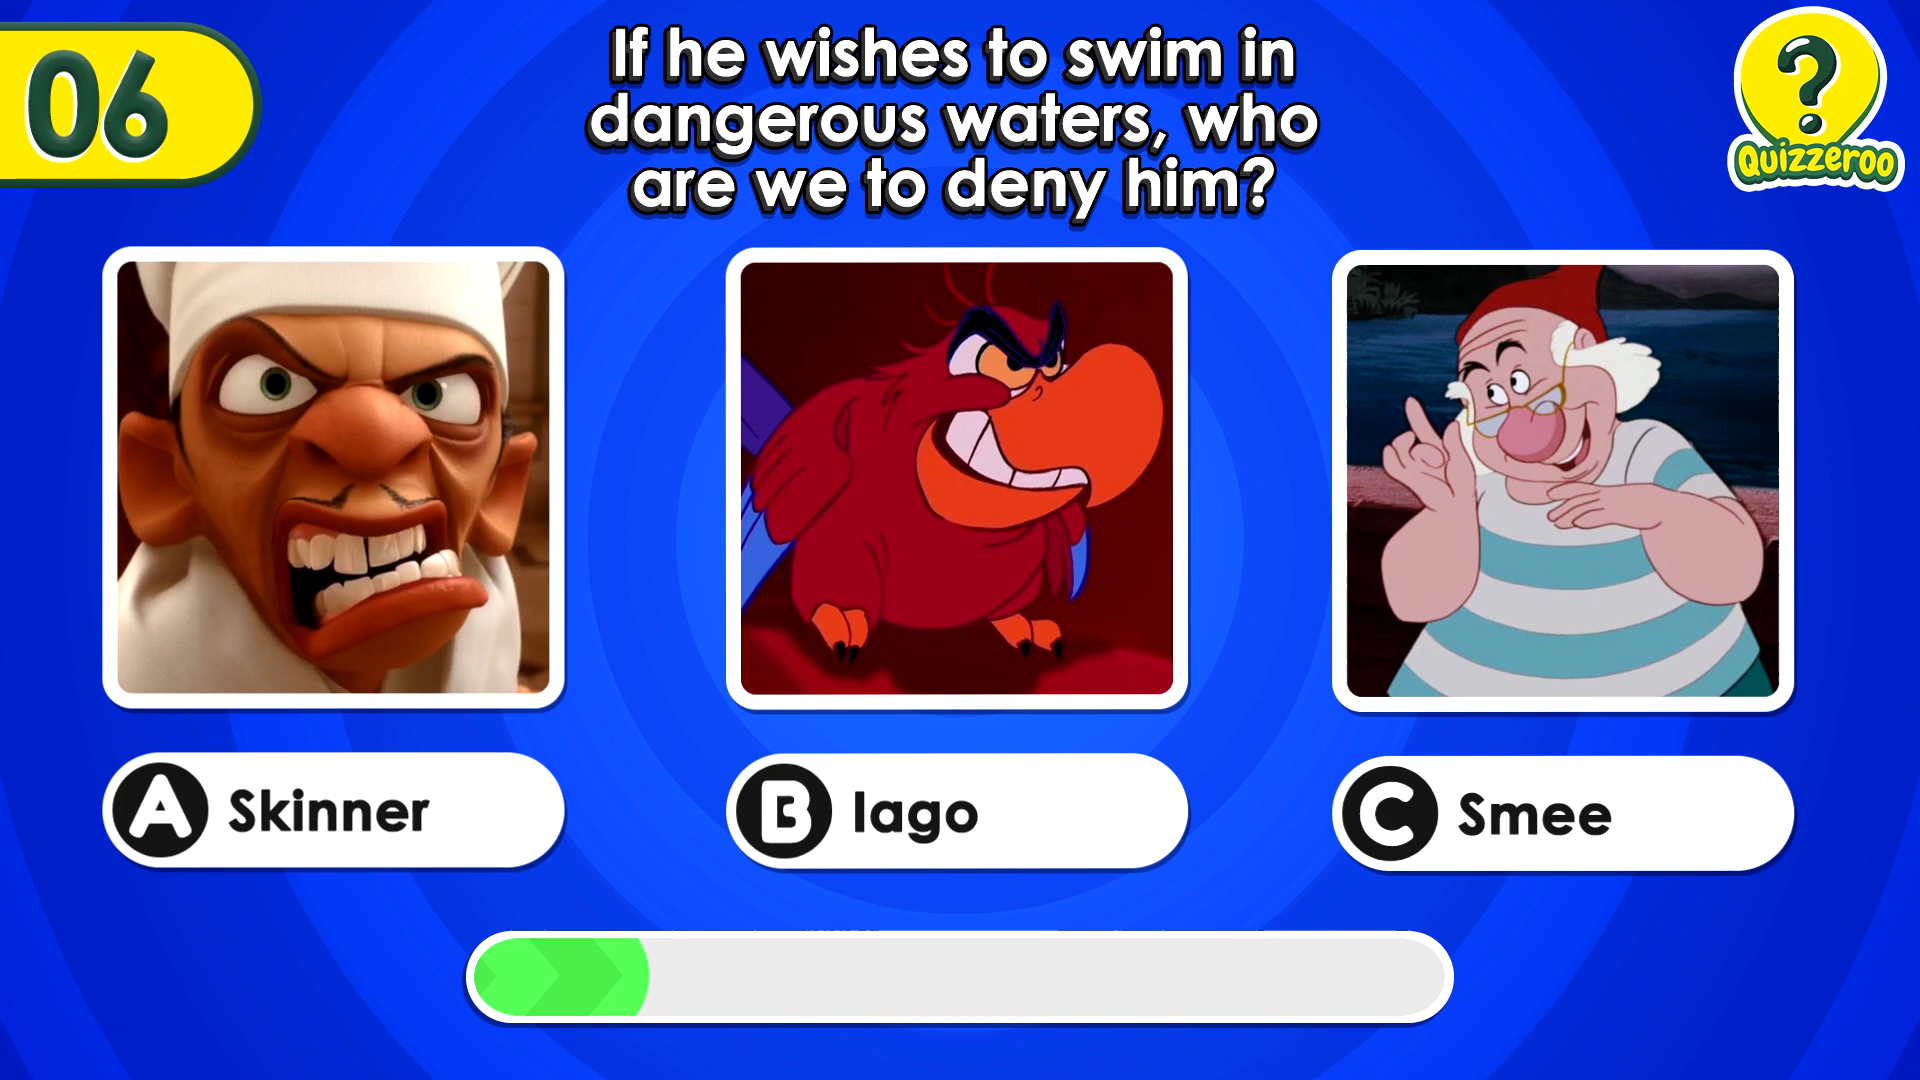 06
If he wishes to swim in
dangerous waters, who
are we to deny him?
?
Quizzeroo
A Skinner
B Iago
C Smee